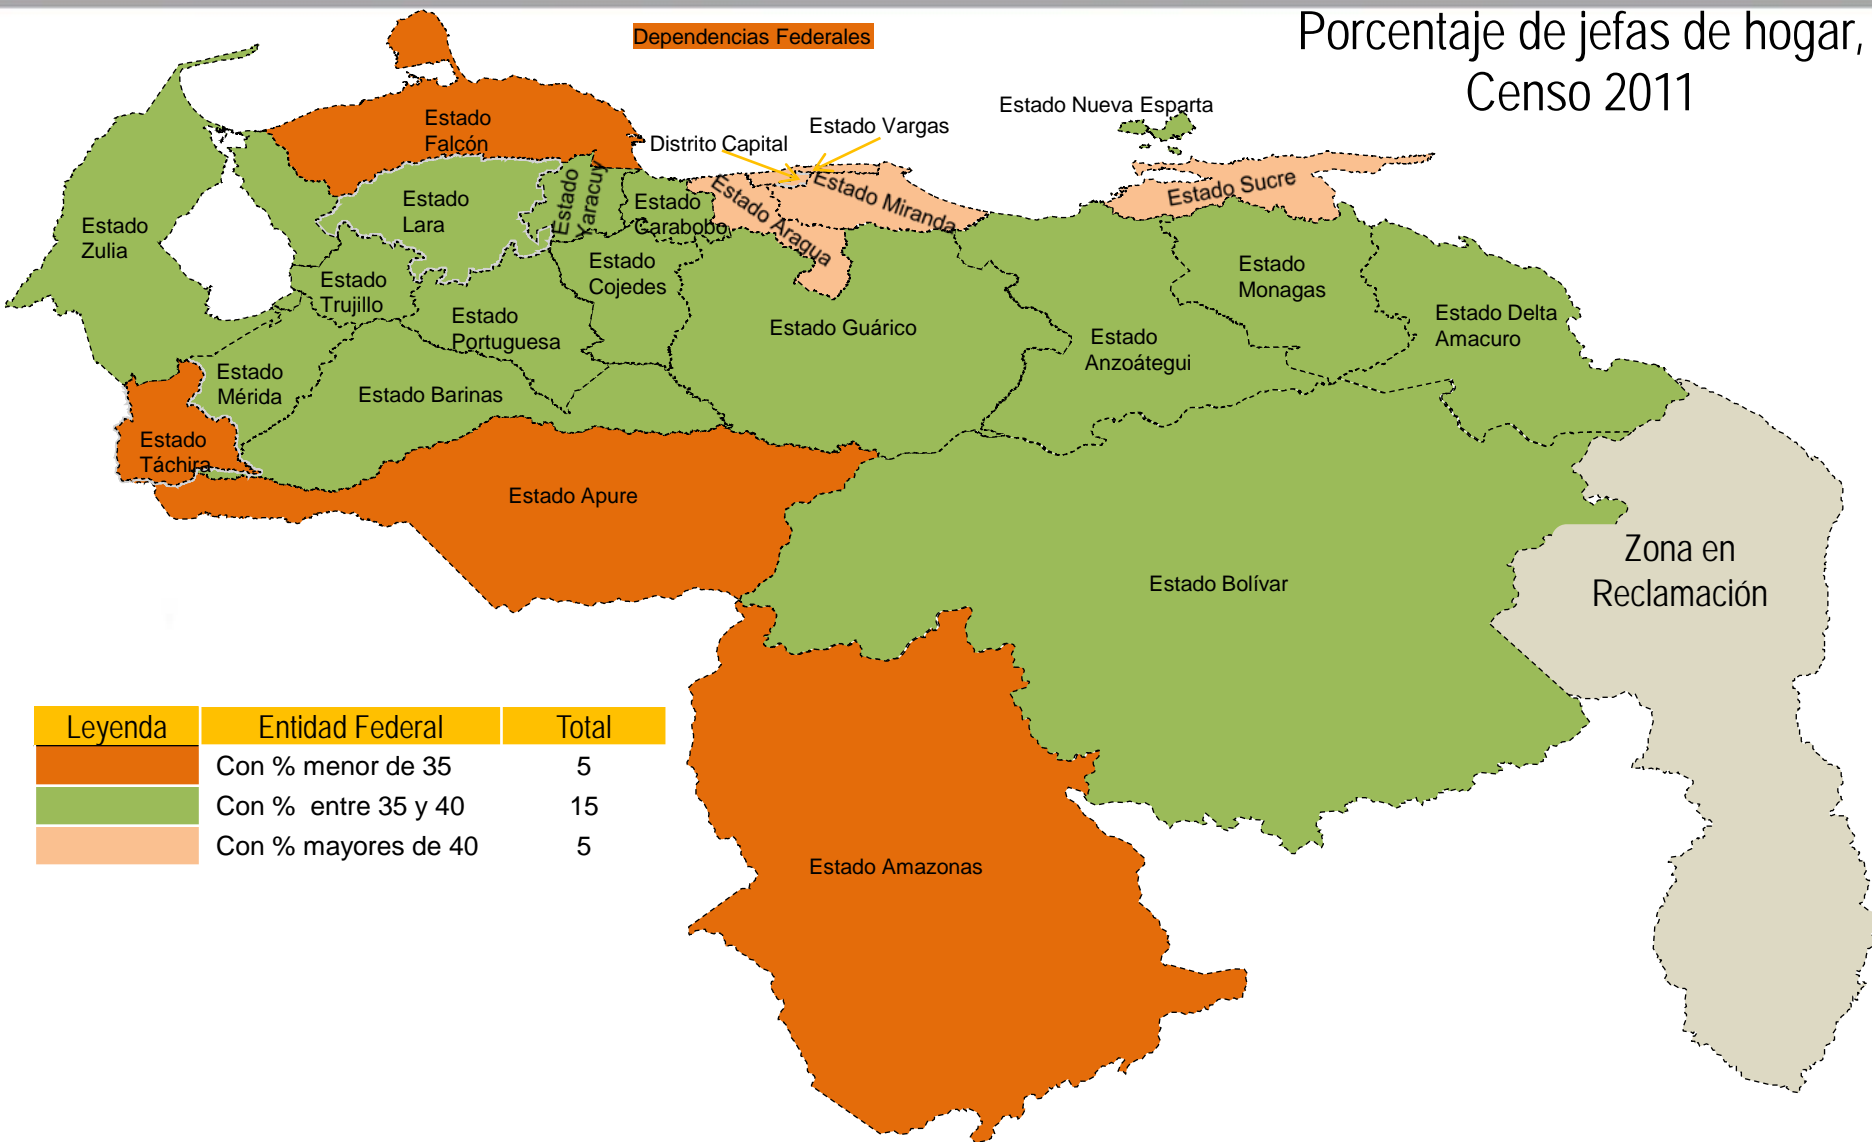 Porcentaje de jefas de hogar,
Censo 2011
Dependencias Federales
Estado Nueva Esparta
Estado Vargas
Distrito Capital
Estado
Falcón
Estado
Zulia
Estado
Lara
Estado
Yaracuy
Estado
Carabobo
Estado Aragua
Estado Miranda
Estado Sucre
Estado
Trujillo
Estado
Cojedes
Estado
Portuguesa
Estado Guárico
Estado
Anzoátegui
Estado
Monagas
Estado Delta
Amacuro
Estado
Mérida
Estado Barinas
Estado
Táchira
Estado Apure
Estado Bolívar
Zona en
Reclamación
Estado Amazonas
Leyenda Entidad Federal Total
Con % menor de 35 5
Con % entre 35 y 40 15
Con % mayores de 40 5